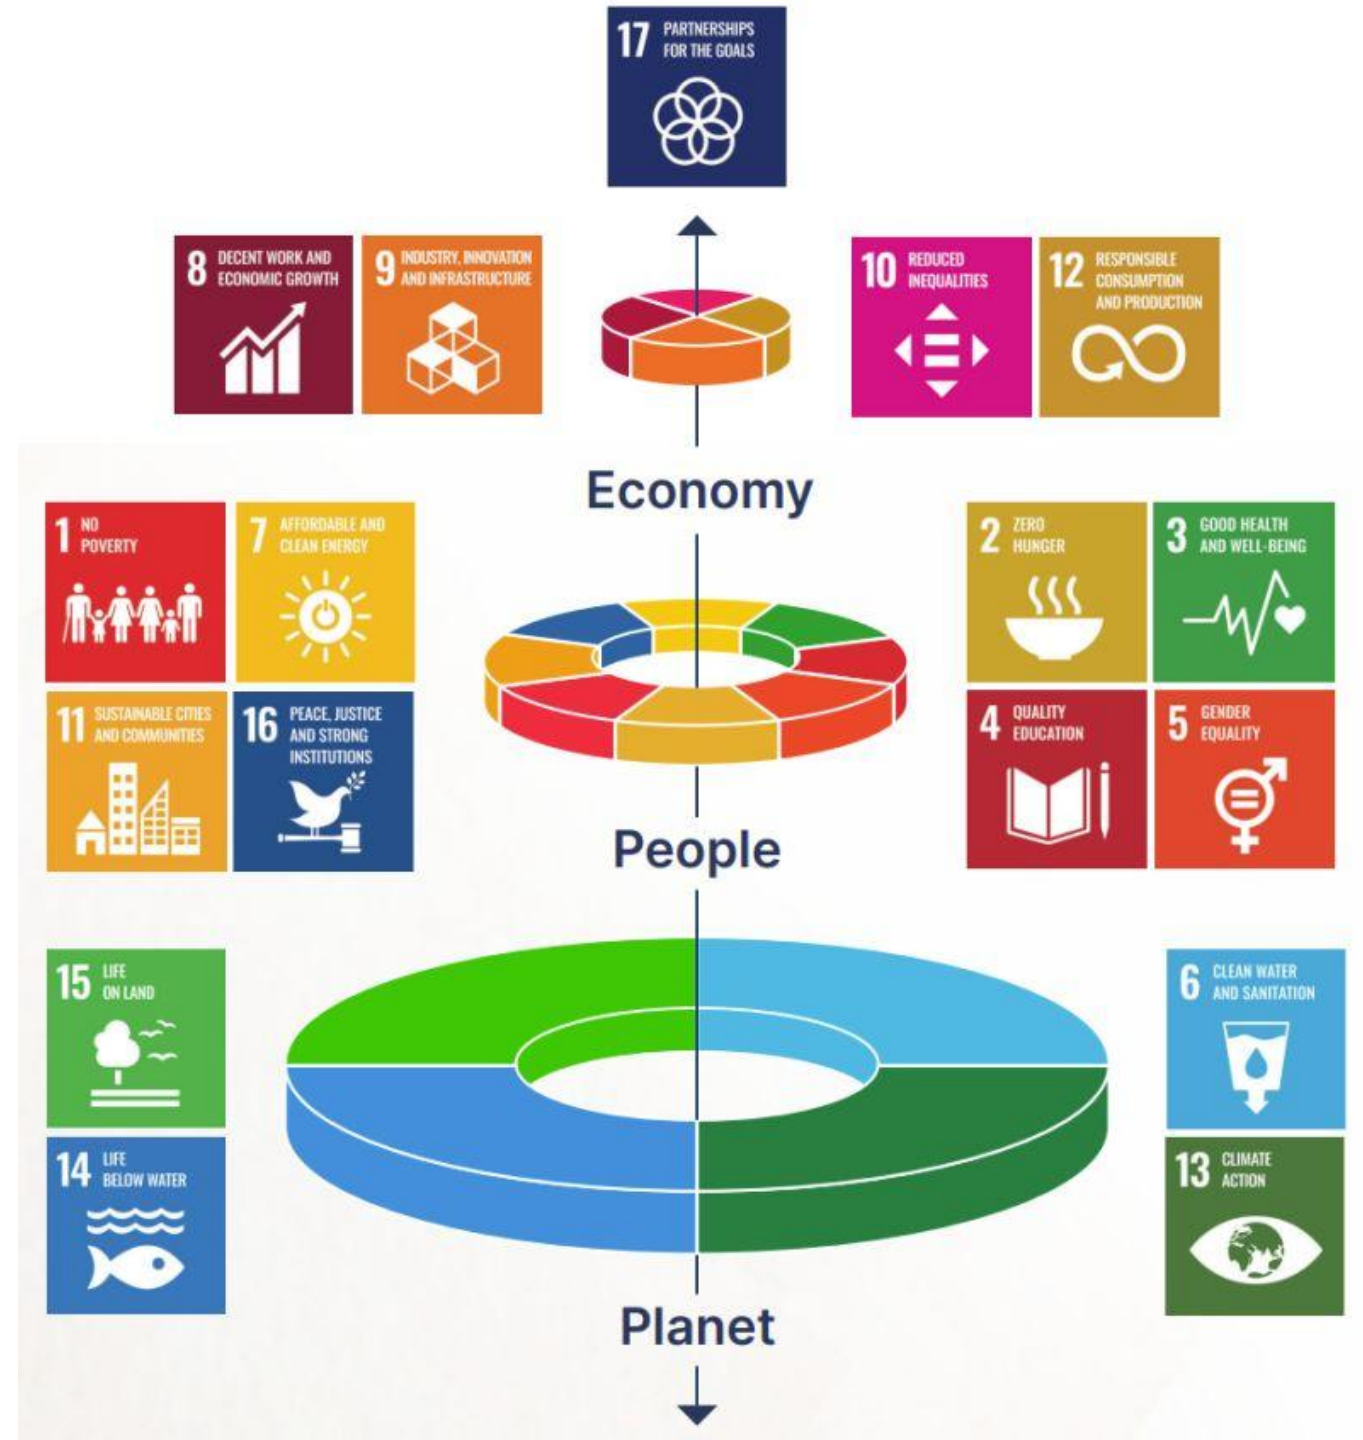 17 PARTNERSHIPS
FOR THE GOALS
8 DECENT WORK AND
ECONOMIC GROWTH
9 INDUSTRY, INNOVATION
AND INFRASTRUCTURE
10 REDUCED
INEQUALITIES
12 RESPONSIBLE
CONSUMPTION
AND PRODUCTION
Economy
1 NO
POVERTY
7 AFFORDABLE AND
CLEAN ENERGY
2 ZERO
HUNGER
3 GOOD HEALTH
AND WELL-BEING
11 SUSTAINABLE CITIES
AND COMMUNITIES
16 PEACE, JUSTICE
AND STRONG
INSTITUTIONS
4 QUALITY
EDUCATION
5 GENDER
EQUALITY
People
15 LIFE
ON LAND
6 CLEAN WATER
AND SANITATION
14 LIFE
BELOW WATER
13 CLIMATE
ACTION
Planet